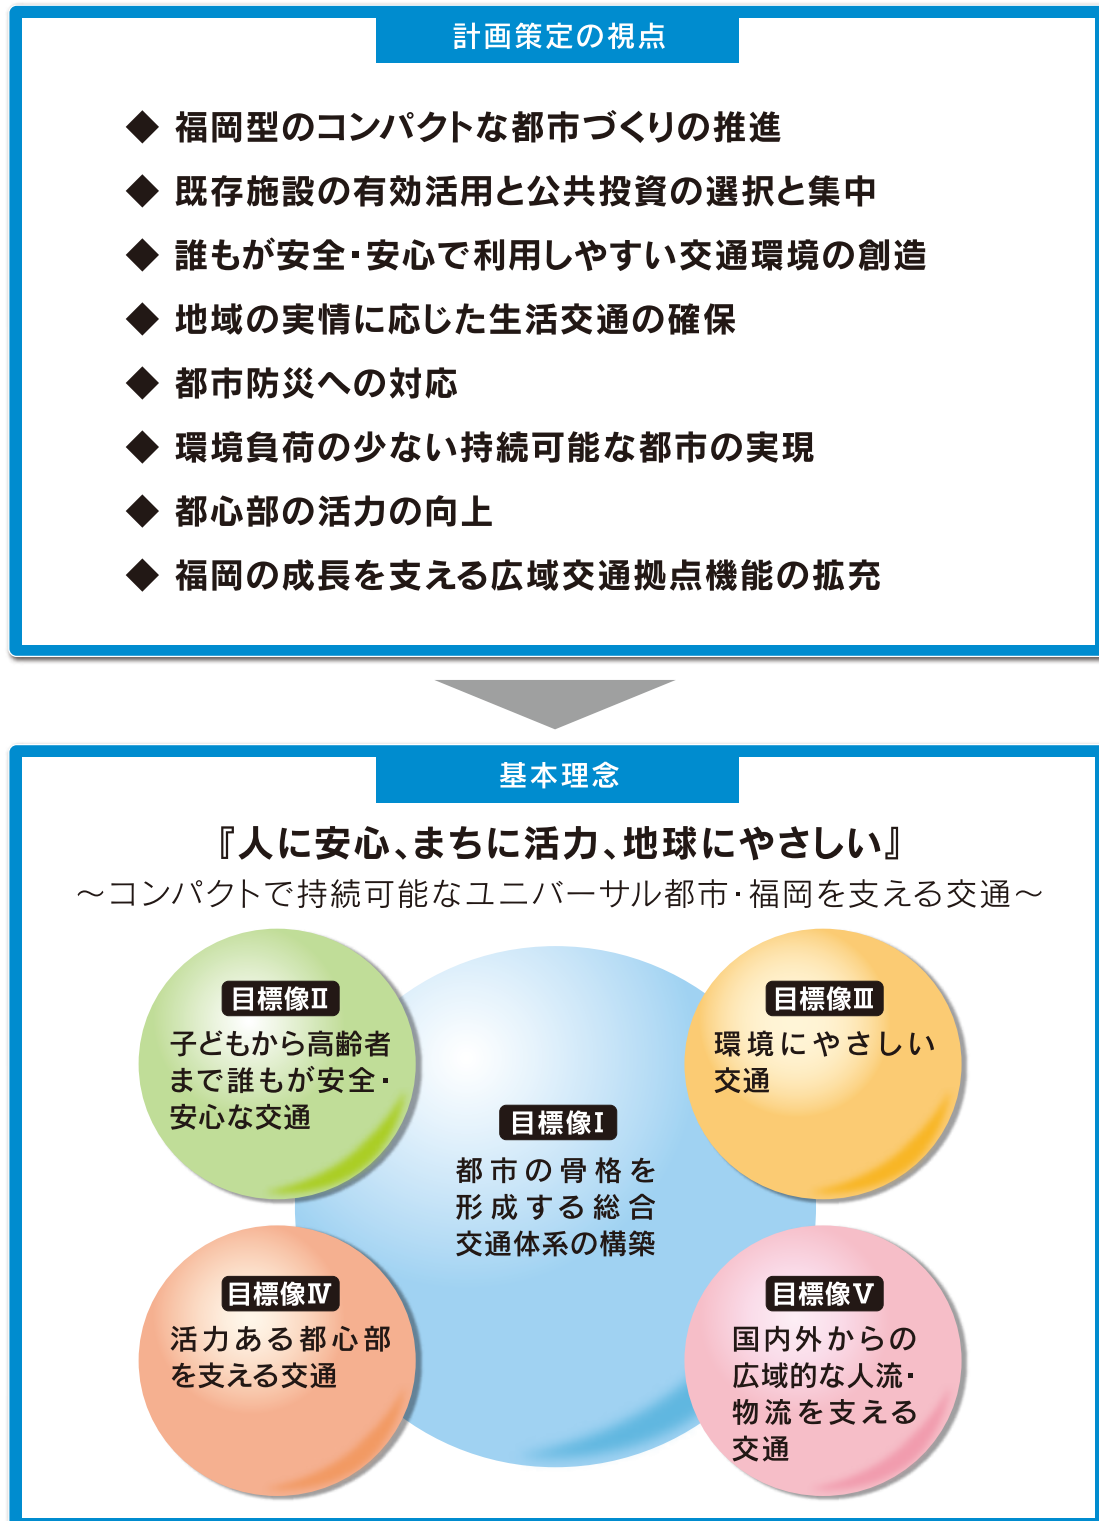 計画策定の視点
◆ 福岡型のコンパクトな都市づくりの推進
◆ 既存施設の有効活用と公共投資の選択と集中
◆ 誰もが安全・安心で利用しやすい交通環境の創造
◆ 地域の実情に応じた生活交通の確保
◆ 都市防災への対応
◆ 環境負荷の少ない持続可能な都市の実現
◆ 都心部の活力の向上
◆ 福岡の成長を支える広域交通拠点機能の拡充
基本理念
『人に安心、まちに活力、地球にやさしい』
～コンパクトで持続可能なユニバーサル都市・福岡を支える交通～
目標像Ⅰ
都市の骨格を
形成する総合
交通体系の構築
目標像Ⅱ
子どもから高齢者
まで誰もが安全・
安心な交通
目標像Ⅲ
環境にやさしい
交通
目標像Ⅳ
活力ある都心部
を支える交通
目標像Ⅴ
国内外からの
広域的な人流・
物流を支える
交通